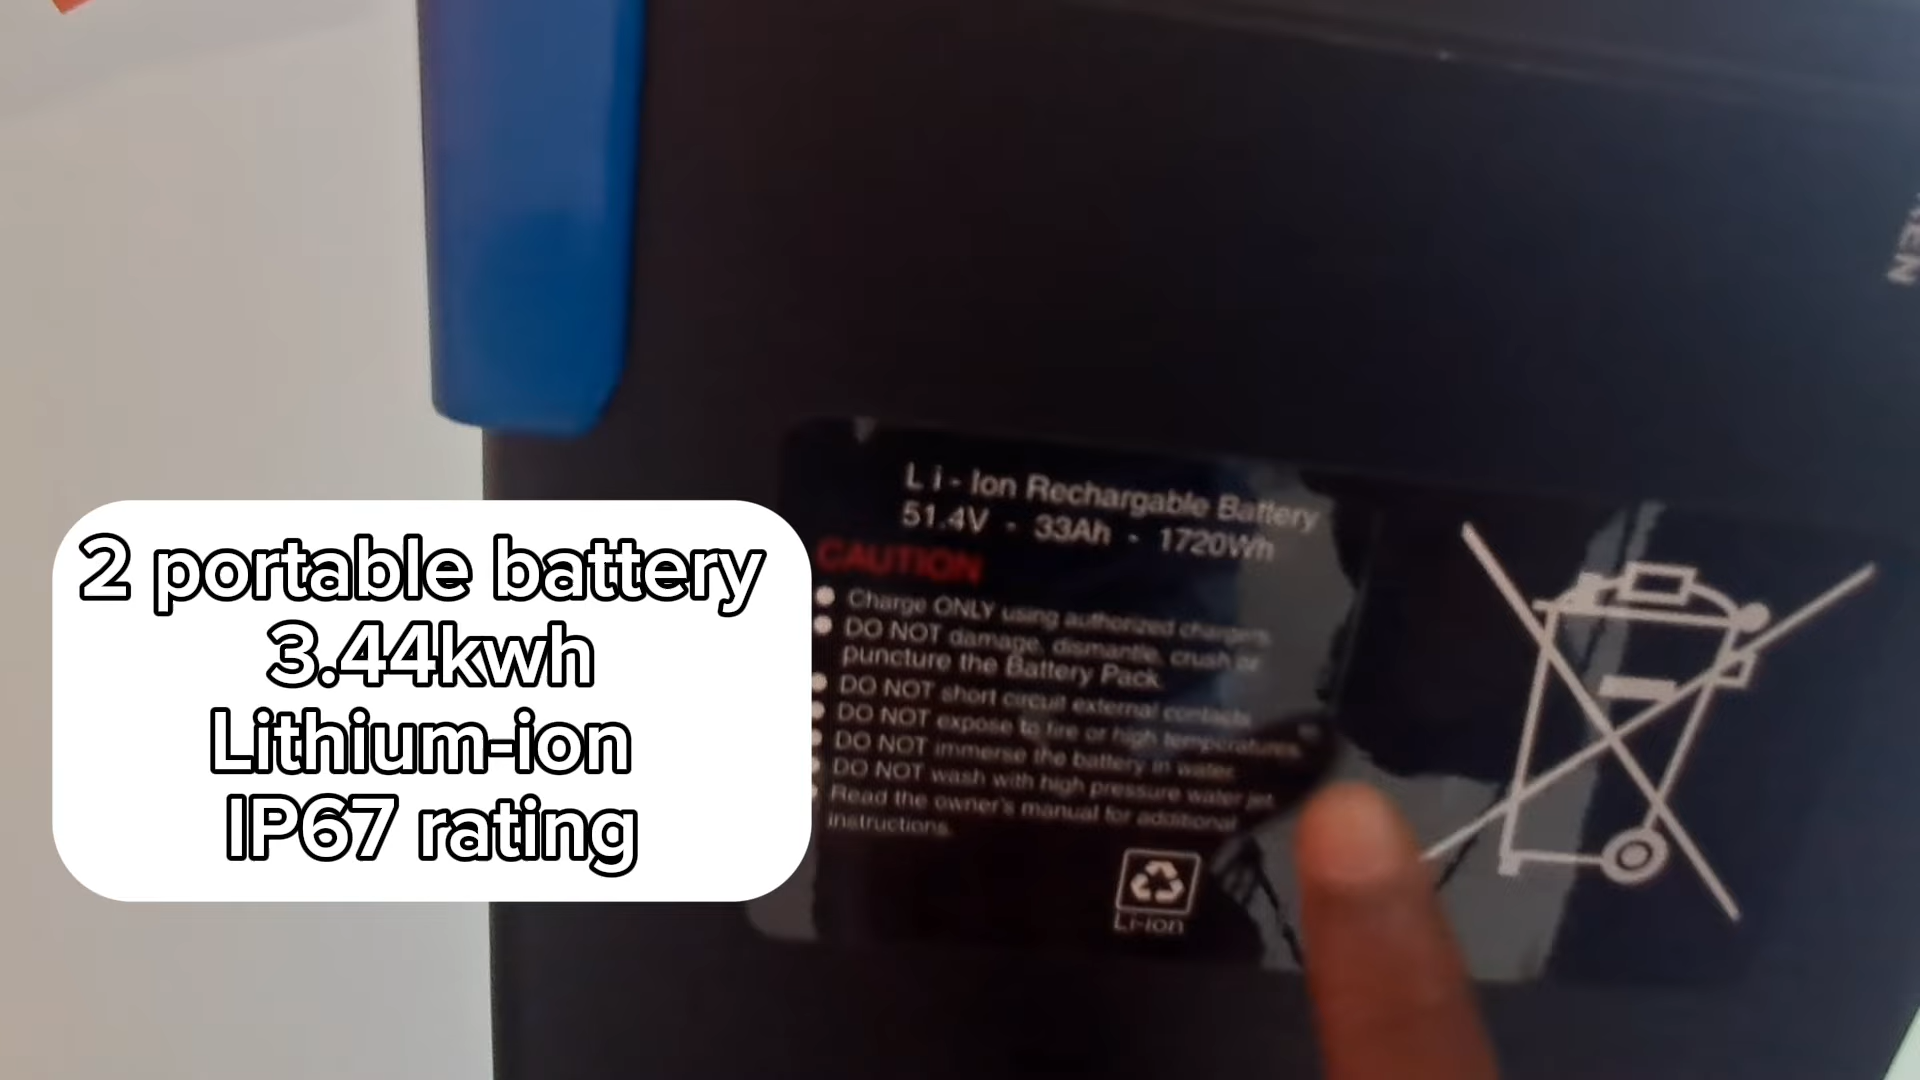 2 portable battery
3.44kwh
Lithium-ion
IP67 rating
Li-Ion Rechargable Battery
51.4V - 33Ah - 1720Wh
CAUTION
Charge ONLY using authorized chargers
DO NOT damage, dismantle, crush or
puncture the Battery Pack
DO NOT short circuit external contacts
DO NOT expose to fire or high temperatures
DO NOT immerse the battery in water
DO NOT wash with high pressure water jet
Read the owner's manual for additional
instructions.
Li-ion